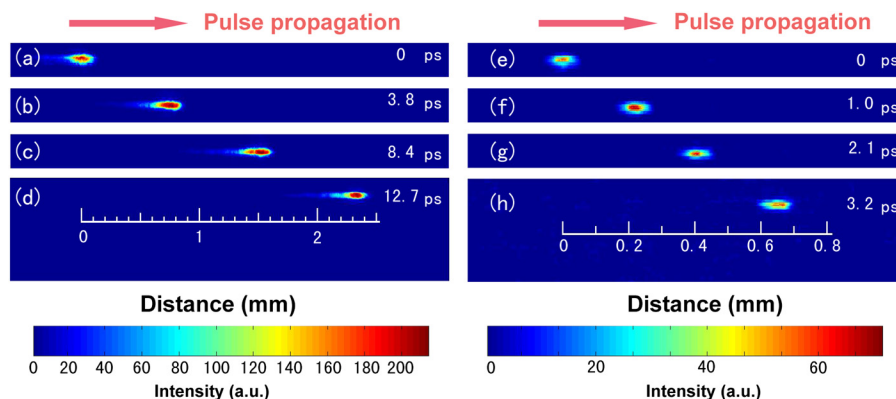 Pulse propagation
(a) 0 ps
(b) 3.8 ps
(c) 8.4 ps
(d) 12.7 ps
0 1 2
Distance (mm)
0 20 40 60 80 100 120 140 160 180 200
Intensity (a.u.)
Pulse propagation
(e) 0 ps
(f) 1.0 ps
(g) 2.1 ps
(h) 3.2 ps
0 0.2 0.4 0.6 0.8
Distance (mm)
0 20 40 60
Intensity (a.u.)